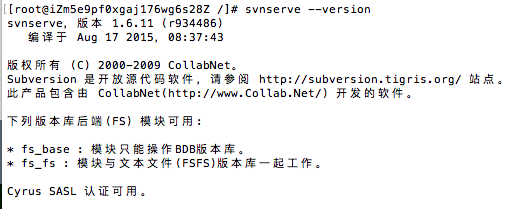 [[root@iZm5e9pf0xgaj176wg6s28Z /]# svnserve --version
svnserve, 版本 1.6.11 (r934486)
编译于 Aug 17 2015, 08:37:43
版权所有 (C) 2000-2009 CollabNet。
Subversion 是开放源代码软件, 请参阅 http://subversion.tigris.org/ 站点。
此产品包含由 CollabNet(http://www.Collab.Net/) 开发的软件。
下列版本库后端(FS) 模块可用:
* fs_base : 模块只能操作BDB版本库。
* fs_fs : 模块与文本文件(FSFS)版本库一起工作。
Cyrus SASL 认证可用。